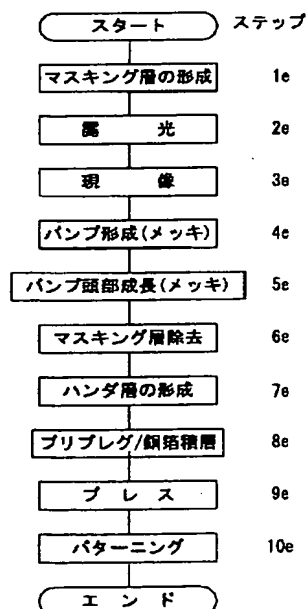 スタート ステップ
マスキング層の形成 1e
露 光 2e
現 像 3e
バンプ形成(メッキ) 4e
バンプ頭部成長(メッキ) 5e
マスキング層除去 6e
ハンダ層の形成 7e
プリプレグ/銅箔積層 8e
プ レ ス 9e
パターニング 10e
エ ン ド